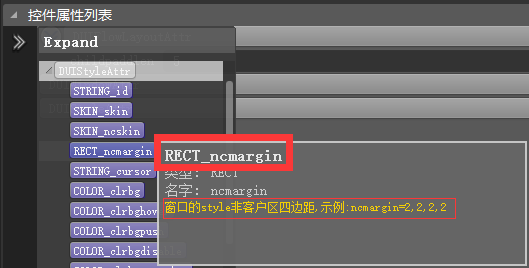 控件属性列表
Expand
DUIStyleAttr
STRING_id
SKIN_skin
SKIN_ncskin
RECT_ncmargin
STRING_cursor
COLOR_clrbg
COLOR_clrbghov
COLOR_clrbgpus
COLOR_clrbgdisable
RECT_ncmargin
类型: RECT
名字: ncmargin
窗口的style非客户区四边距,示例:ncmargin=2,2,2,2